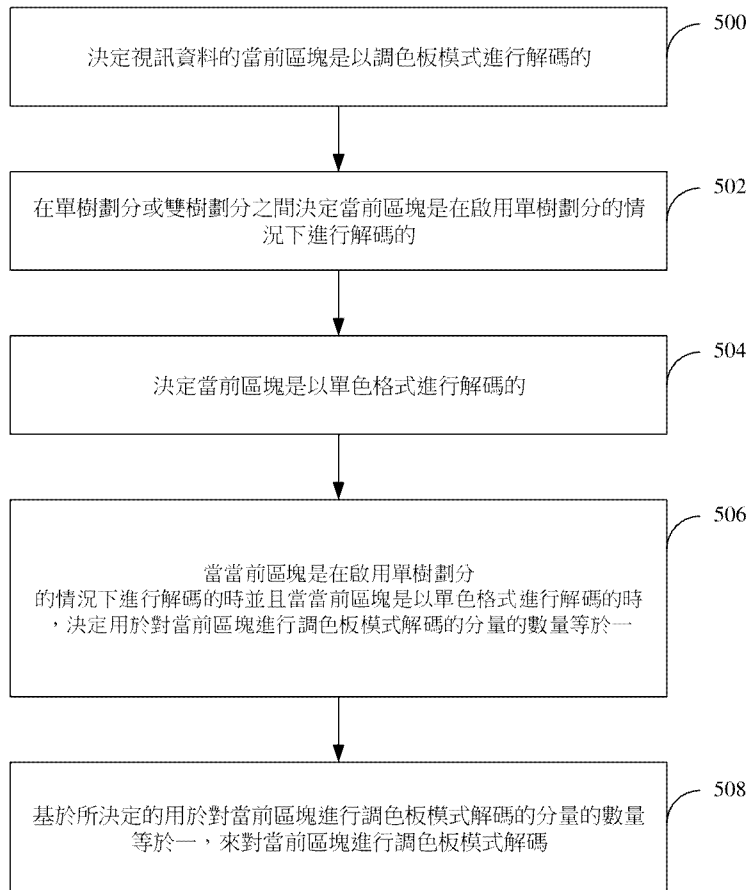 500
決定視訊資料的當前區塊是以調色板模式進行解碼的
502
在單樹劃分或雙樹劃分之間決定當前區塊是在啟用單樹劃分的情
況下進行解碼的
504
決定當前區塊是以單色格式進行解碼的
506
當當前區塊是在啟用單樹劃分
的情況下進行解碼的時並且當當前區塊是以單色格式進行解碼的時
，決定用於對當前區塊進行調色板模式解碼的分量的數量等於一
508
基於所決定的用於對當前區塊進行調色板模式解碼的分量的數量
等於一，來對當前區塊進行調色板模式解碼